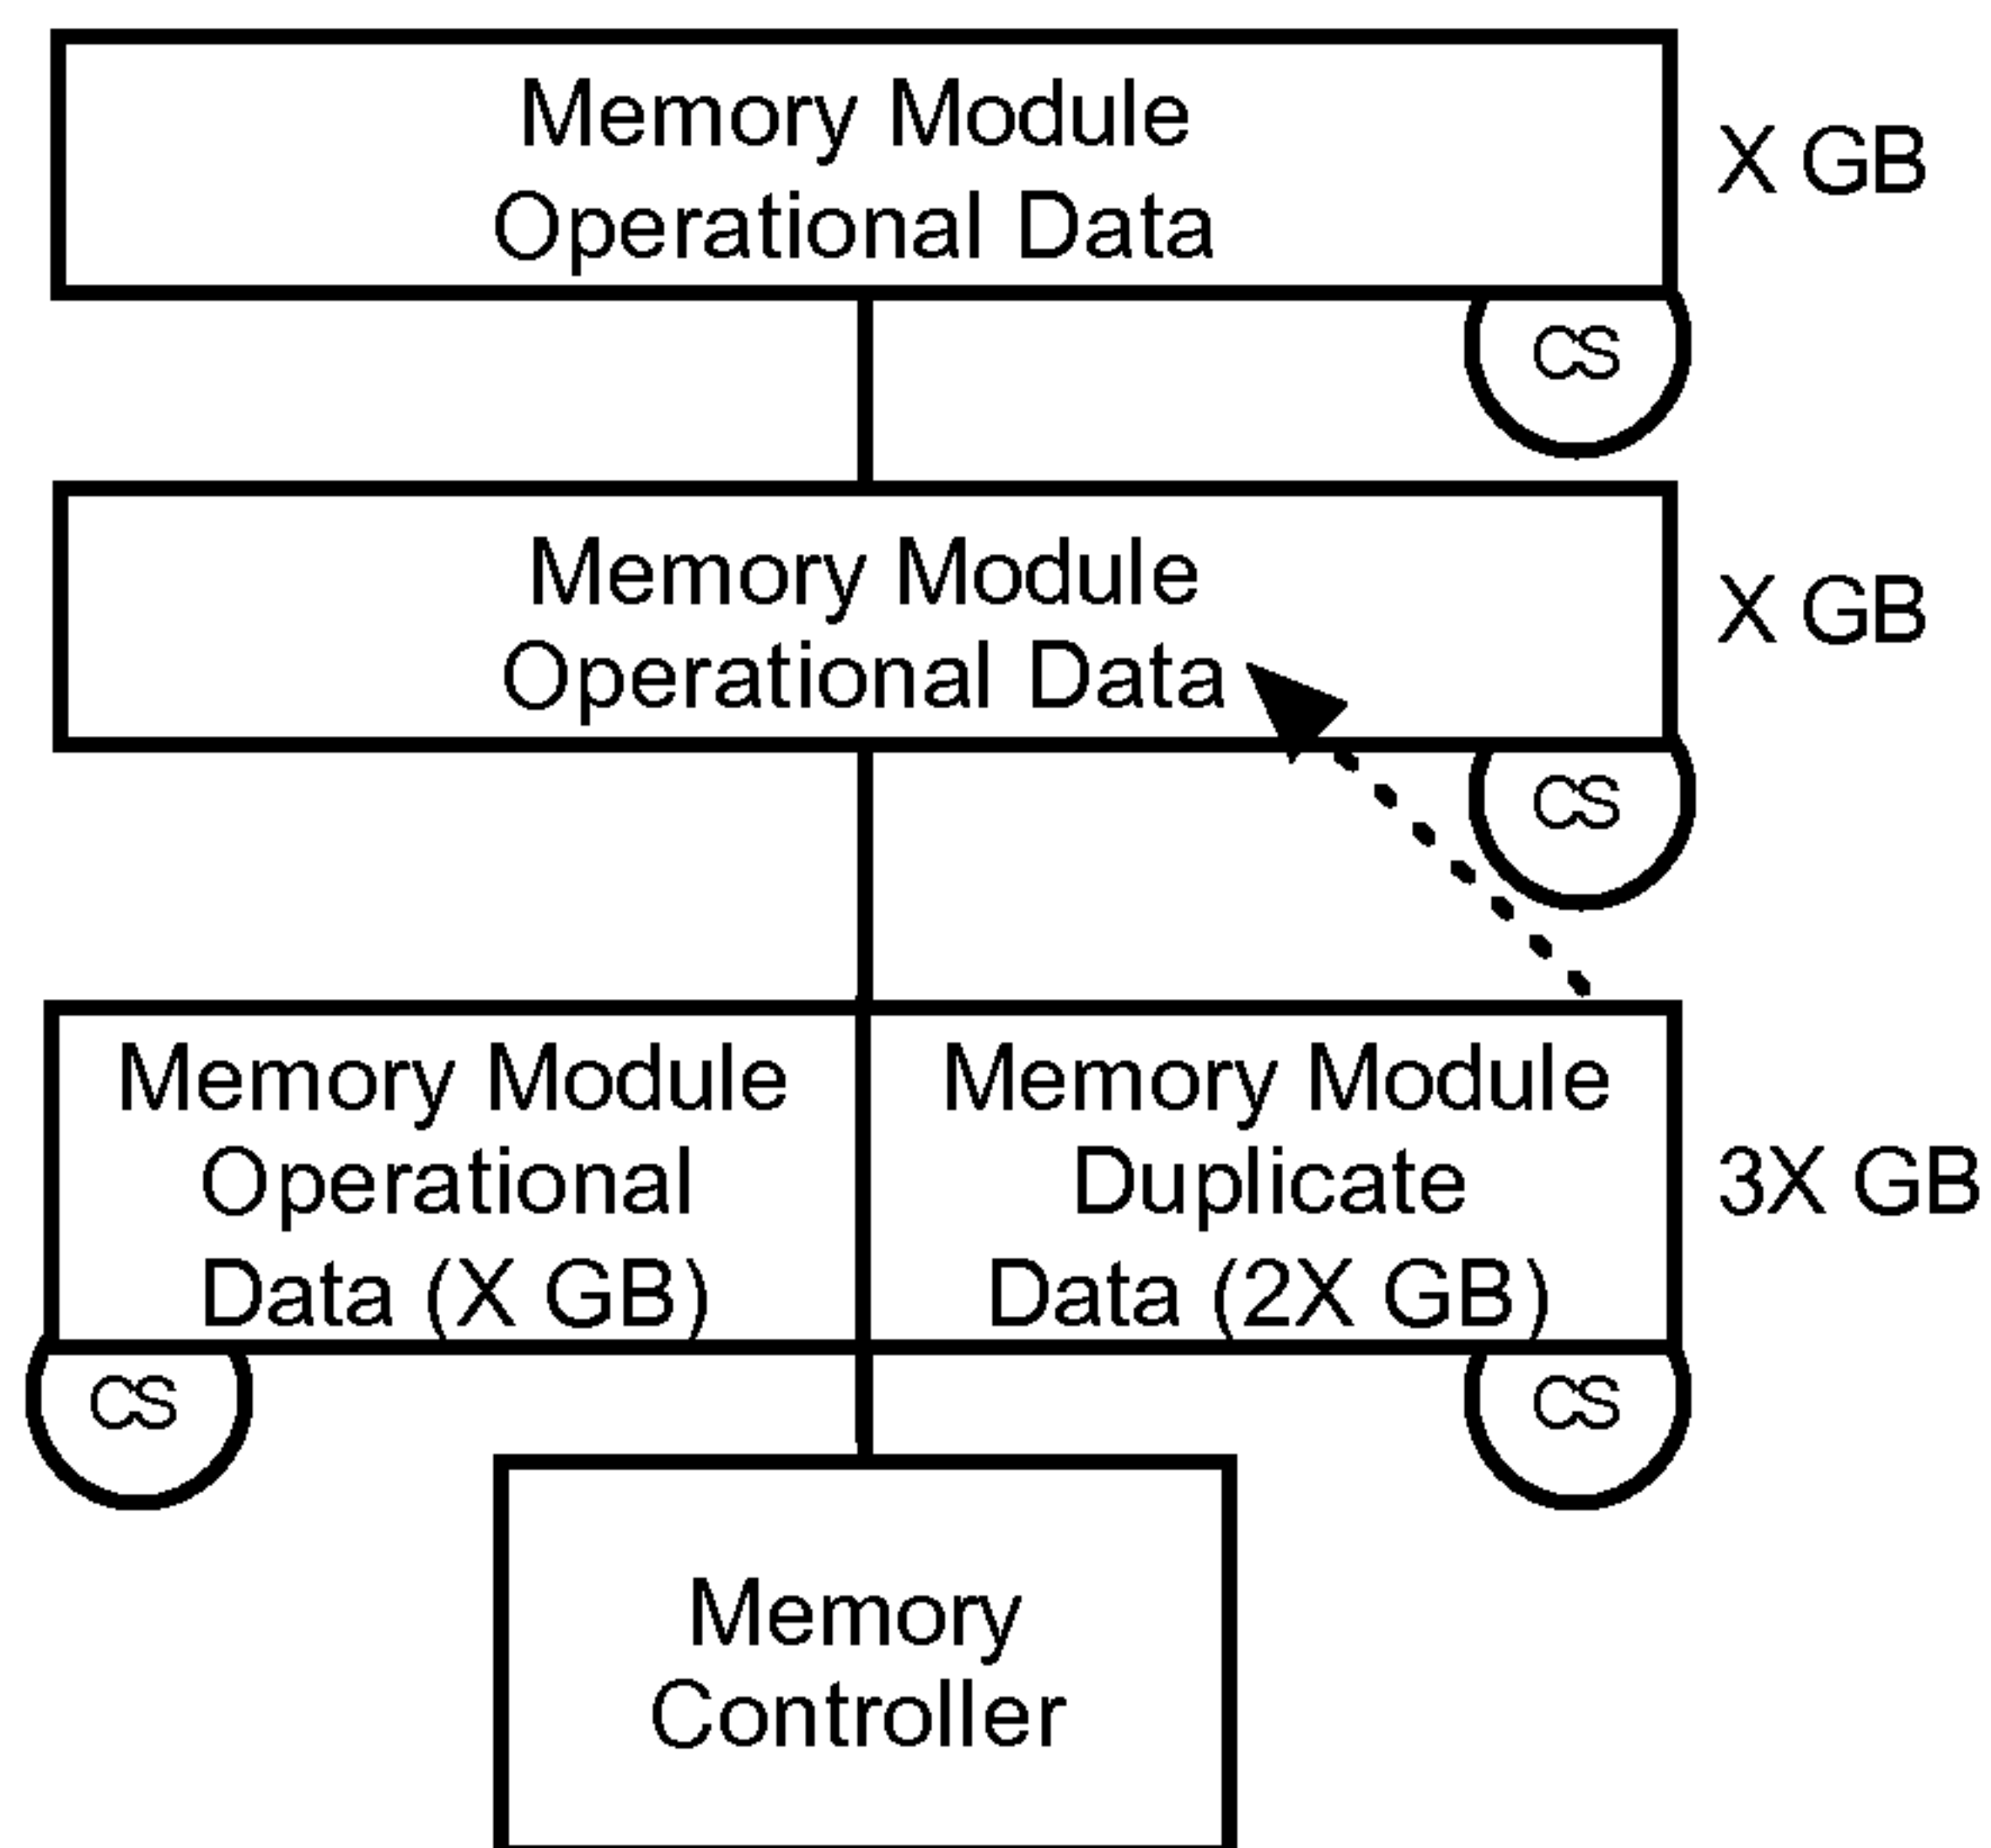 Memory Module
Operational Data
X GB
CS
Memory Module
Operational Data
X GB
CS
Memory Module
Operational
Data (X GB)
Memory Module
Duplicate
Data (2X GB)
3X GB
CS
CS
Memory
Controller